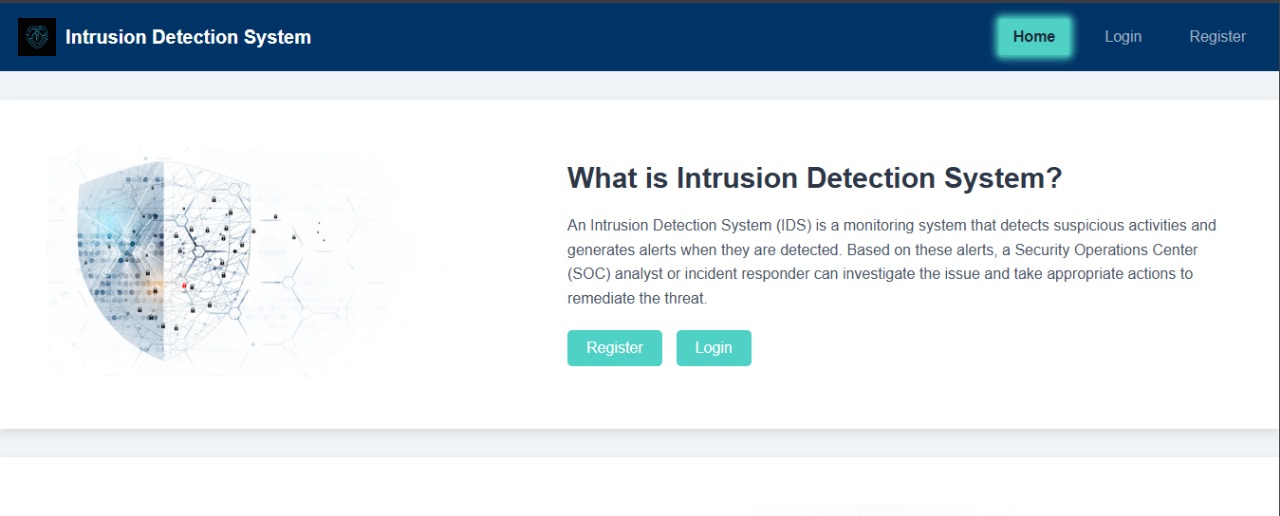 Intrusion Detection System
Home
Login
Register
What is Intrusion Detection System?
An Intrusion Detection System (IDS) is a monitoring system that detects suspicious activities and
generates alerts when they are detected. Based on these alerts, a Security Operations Center
(SOC) analyst or incident responder can investigate the issue and take appropriate actions to
remediate the threat.
Register
Login